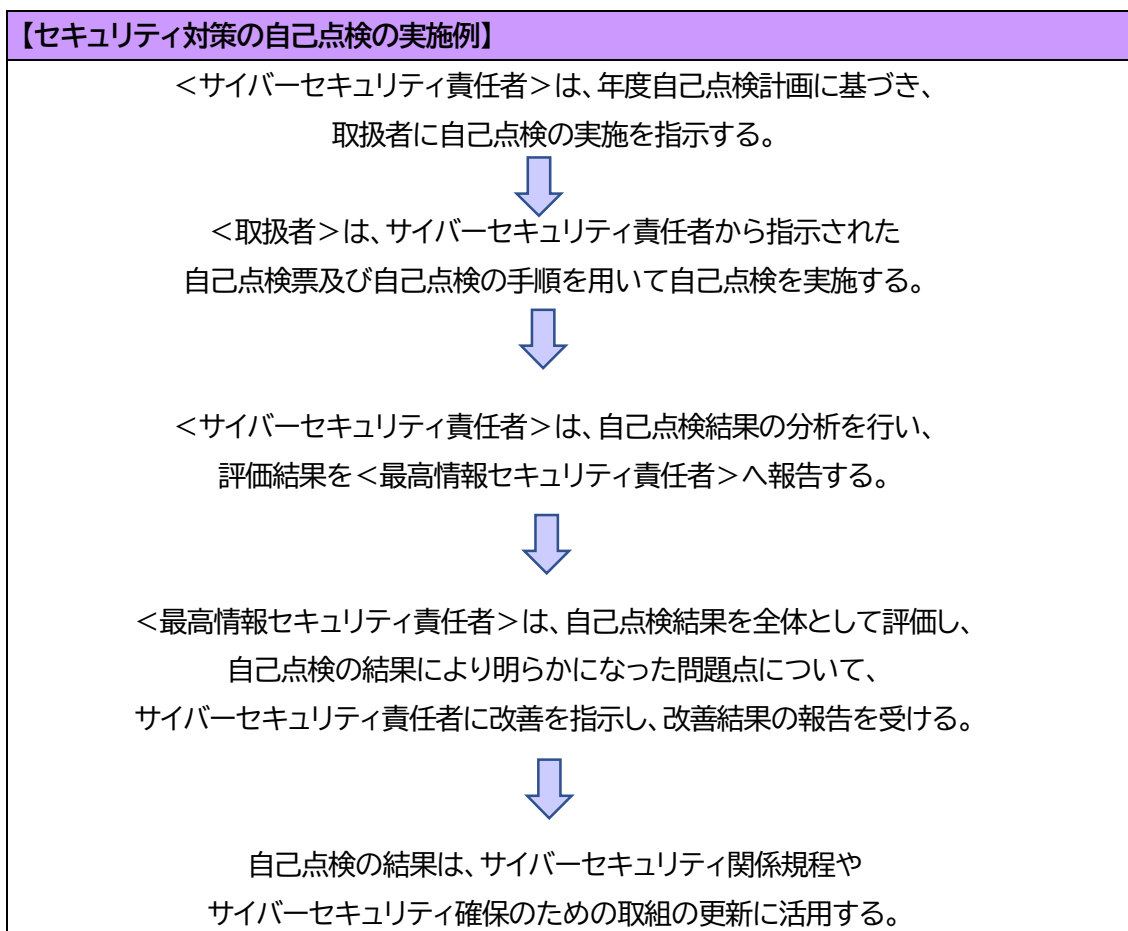 【セキュリティ対策の自己点検の実施例】
＜サイバーセキュリティ責任者＞は、年度自己点検計画に基づき、
取扱者に自己点検の実施を指示する。
＜取扱者＞は、サイバーセキュリティ責任者から指示された
自己点検票及び自己点検の手順を用いて自己点検を実施する。
＜サイバーセキュリティ責任者＞は、自己点検結果の分析を行い、
評価結果を＜最高情報セキュリティ責任者＞へ報告する。
＜最高情報セキュリティ責任者＞は、自己点検結果を全体として評価し、
自己点検の結果により明らかになった問題点について、
サイバーセキュリティ責任者に改善を指示し、改善結果の報告を受ける。
自己点検の結果は、サイバーセキュリティ関係規程や
サイバーセキュリティ確保のための取組の更新に活用する。